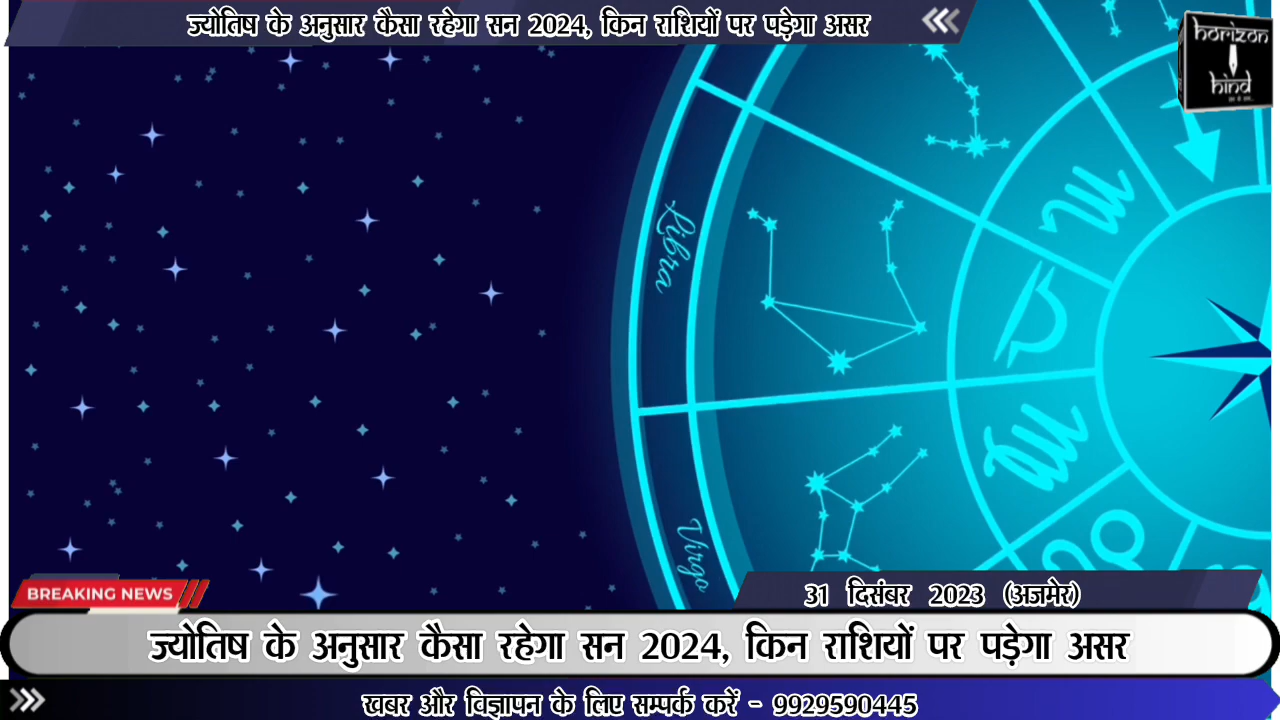 ज्योतिष के अनुसार कैसा रहेगा सन 2024, किन राशियों पर पड़ेगा असर
horizon
hind
Libra
Virgo
BREAKING NEWS
31 दिसंबर 2023 (अजमेर)
ज्योतिष के अनुसार कैसा रहेगा सन 2024, किन राशियों पर पड़ेगा असर
खबर और विज्ञापन के लिए सम्पर्क करें - 9929590445